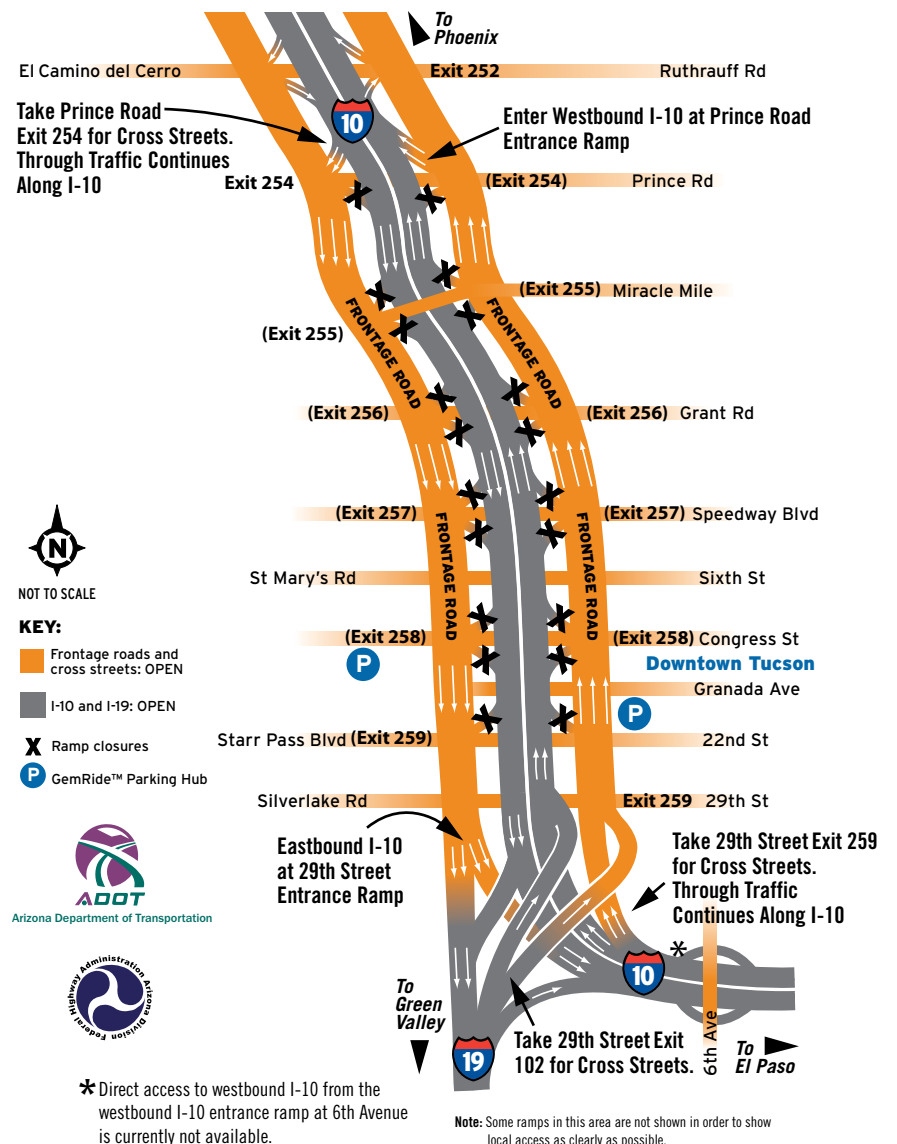 To
Phoenix
El Camino del Cerro
Exit 252
Ruthrauff Rd
Take Prince Road
Exit 254 for Cross Streets.
Through Traffic Continues
Along I-10
10
Enter Westbound I-10 at Prince Road
Entrance Ramp
Exit 254
(Exit 254)
Prince Rd
(Exit 255) Miracle Mile
(Exit 255)
FRONTAGE ROAD
FRONTAGE ROAD
(Exit 256)
(Exit 256) Grant Rd
(Exit 257)
(Exit 257) Speedway Blvd
FRONTAGE ROAD
FRONTAGE ROAD
N
NOT TO SCALE
St Mary's Rd
Sixth St
KEY:
Frontage roads and
cross streets: OPEN
I-10 and I-19: OPEN
X Ramp closures
P GemRide™ Parking Hub
(Exit 258)
P
(Exit 258) Congress St
Downtown Tucson
Granada Ave
P
Starr Pass Blvd (Exit 259)
22nd St
Silverlake Rd
Exit 259 29th St
Eastbound I-10
at 29th Street
Entrance Ramp
Take 29th Street Exit 259
for Cross Streets.
Through Traffic
Continues Along I-10
ADOT
Arizona Department of Transportation
Federal Highway Administration Arizona Division
*
10
To
Green
Valley
19
Take 29th Street Exit
102 for Cross Streets.
6th Ave
To
El Paso
* Direct access to westbound I-10 from the
westbound I-10 entrance ramp at 6th Avenue
is currently not available.
Note: Some ramps in this area are not shown in order to show
local access as clearly as possible.